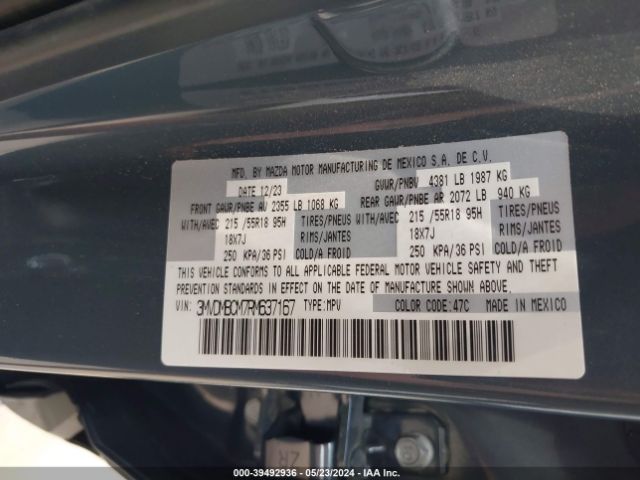 MFD. BY MAZDA MOTOR MANUFACTURING DE MEXICO S.A. DE C.V.
DATE 12/23 GVWR/PNBV 4381 LB 1987 KG
FRONT GAWR/PNBE AV 2355 LB 1068 KG REAR GAWR/PNBE AR 2072 LB 940 KG
WITH/AVEC 215 /55R18 95H TIRES/PNEUS WITH/AVEC 215 /55R18 95H TIRES/PNEUS
18X7J RIMS/JANTES 18X7J RIMS/JANTES
250 KPA/36 PSI COLD/A FROID 250 KPA/36 PSI COLD/A FROID
THIS VEHICLE CONFORMS TO ALL APPLICABLE FEDERAL MOTOR VEHICLE SAFETY AND THEFT
PREVENTION STANDARDS IN EFFECT ON THE DATE OF MANUFACTURE SHOWN ABOVE.
VIN: 3MVDMBCM7RM637167 TYPE:MPV COLOR CODE:47C MADE IN MEXICO
ZR
000-39492936 - 05/23/2024 - IAA Inc.